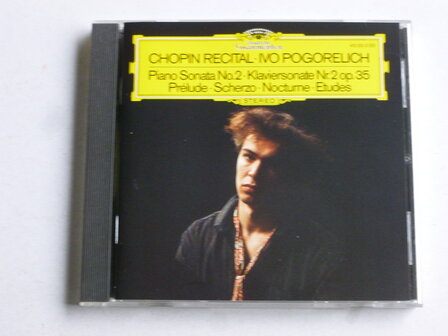 CHOPIN RECITAL · IVO POGORELICH
Piano Sonata No. 2 · Klaviersonate Nr. 2 op. 35
Prélude · Scherzo · Nocturne · Etudes
STEREO